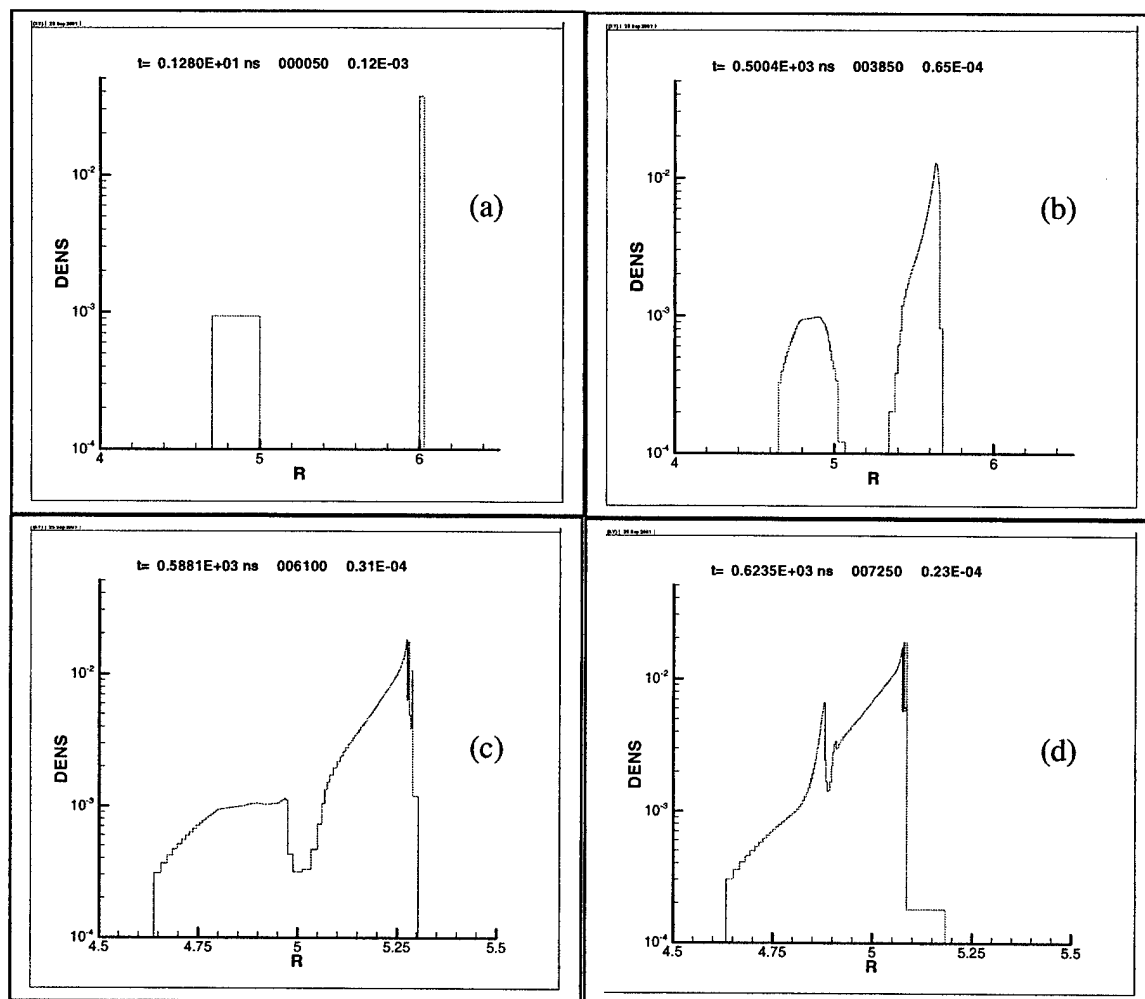 t= 0.1280E+01 ns 000050 0.12E-03
10-2
(a)
DENS
10-3
10-4
4 5 6
R
t= 0.5004E+03 ns 003850 0.65E-04
10-2
(b)
DENS
10-3
10-4
4 5 6
R
t= 0.5881E+03 ns 006100 0.31E-04
10-2
(c)
DENS
10-3
10-4
4.5 4.75 5 5.25 5.5
R
t= 0.6235E+03 ns 007250 0.23E-04
10-2
(d)
DENS
10-3
10-4
4.5 4.75 5 5.25 5.5
R